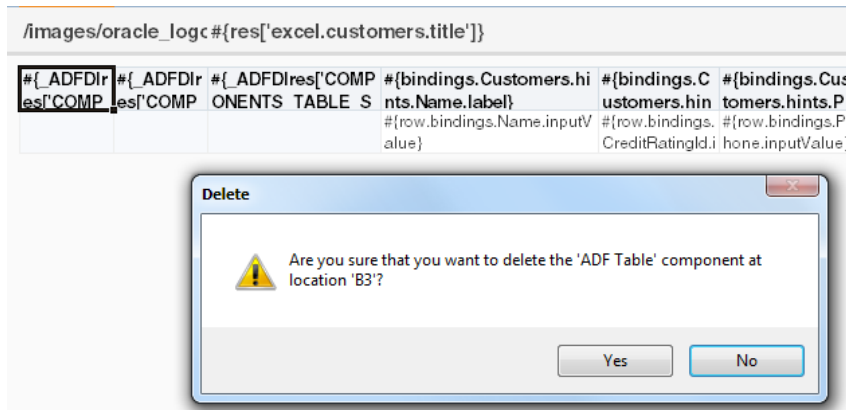 /images/oracle_logo #{res['excel.customers.title']}
#{_ADFDIr #{_ADFDIr #{_ADFDIres['COMP #{bindings.Customers.hi #{bindings.C #{bindings.Cus
es['COMP es['COMP ONENTS_TABLE_S nts.Name.label} ustomers.hin tomers.hints.P
#{row.bindings.Name.inputV #{row.bindings. #{row.bindings.P
alue} CreditRatingId.i hone.inputValue}
Delete
Are you sure that you want to delete the 'ADF Table' component at
location 'B3'?
Yes No